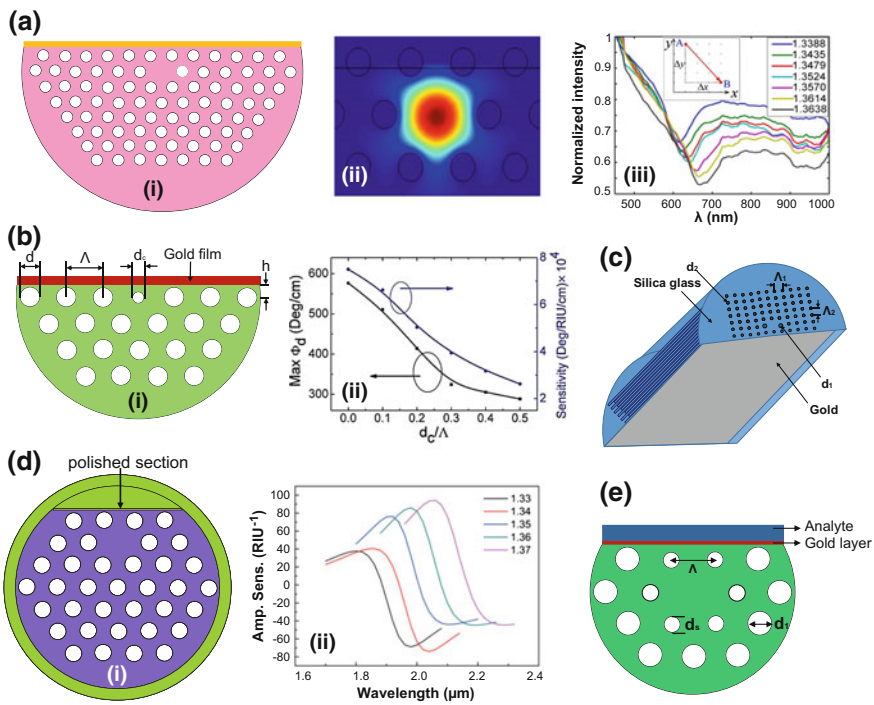 (a)
(i)
(ii)
Normalized intensity
1
0.9
0.8
0.7
0.6
0.5
500 600 700 800 900 1000
λ (nm)
y
A
Δy
Δx
B
x
1.3388
1.3435
1.3479
1.3524
1.3570
1.3614
1.3638
(iii)
(b)
d
Λ
dc
Gold film
h
(i)
Max Φd (Deg/cm)
600
500
400
300
0.0 0.1 0.2 0.3 0.4 0.5
dC/Λ
8
6
4
2
Sensitivity (Deg/RIU/cm)× 10⁴
(ii)
(c)
d₂
Λ₁
Silica glass
Λ₂
d₁
Gold
(d)
polished section
(i)
Amp. Sens. (RIU⁻¹)
100
80
60
40
20
0
-20
-40
-60
-80
1.6 1.8 2.0 2.2 2.4
Wavelength (μm)
1.33
1.34
1.35
1.36
1.37
(ii)
(e)
Analyte
Gold layer
Λ
ds
d₁